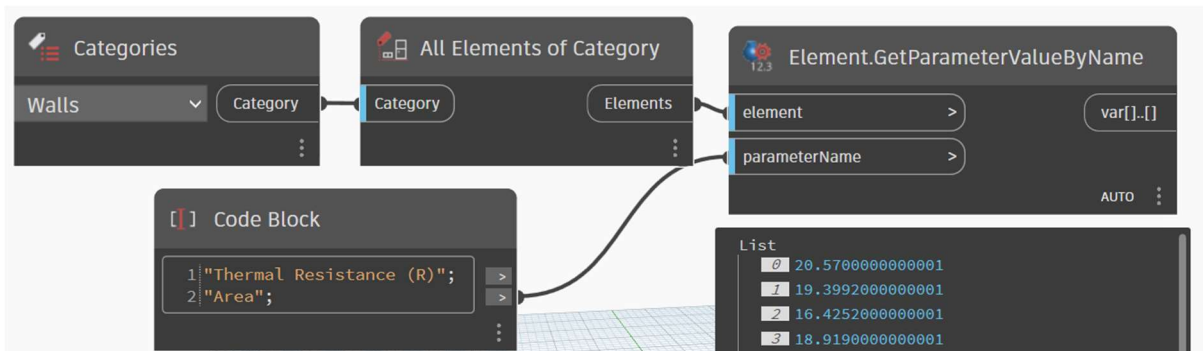 Categories
Walls
Category
All Elements of Category
Category
Elements
12.3
Element.GetParameterValueByName
element >
var[]..[]
parameterName >
AUTO
Code Block
1 "Thermal Resistance (R)"; >
2 "Area"; >
List
0 20.5700000000001
1 19.3992000000001
2 16.4252000000001
3 18.9190000000001